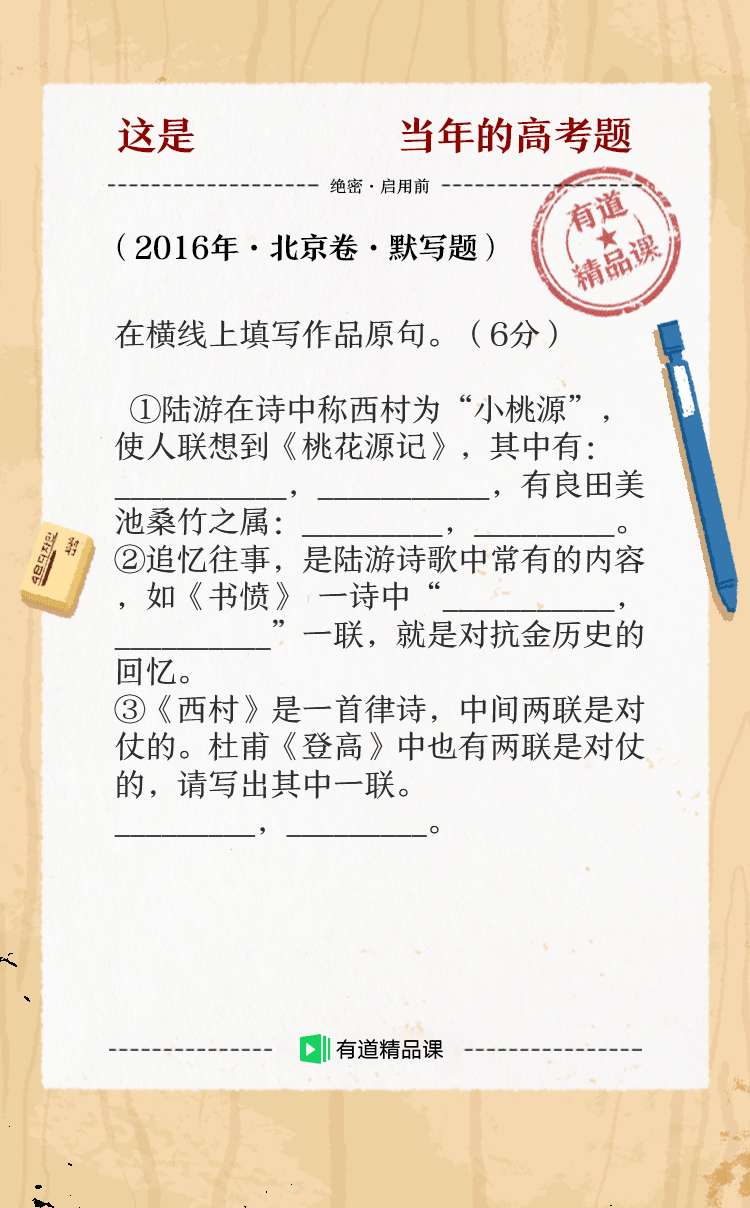 这是 当年的高考题
绝密·启用前
有道
精品课
（2016年·北京卷·默写题）
在横线上填写作品原句。（6分）
①陆游在诗中称西村为“小桃源”，
使人联想到《桃花源记》，其中有：
___________，___________，有良田美
池桑竹之属：_________，_________。
②追忆往事，是陆游诗歌中常有的内容
，如《书愤》 一诗中“___________，
__________”一联，就是对抗金历史的
回忆。
③《西村》是一首律诗，中间两联是对
仗的。杜甫《登高》中也有两联是对仗
的，请写出其中一联。
_________，_________。
有道精品课